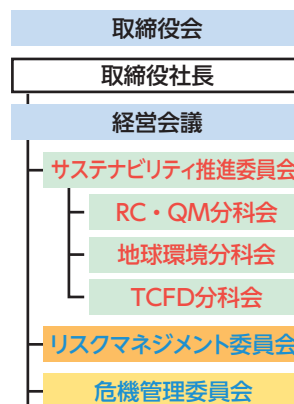 取締役会
取締役社長
経営会議
サステナビリティ推進委員会
RC・QM分科会
地球環境分科会
TCFD分科会
リスクマネジメント委員会
危機管理委員会